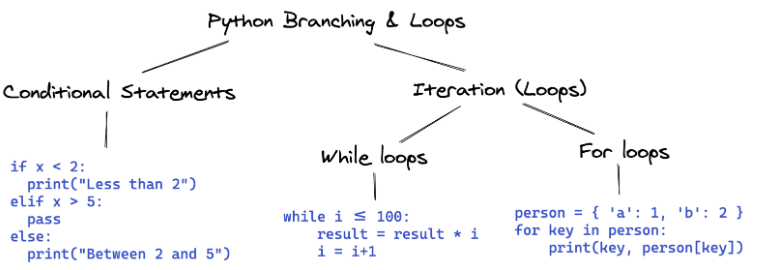 Python Branching & Loops
Conditional Statements
Iteration (Loops)
While loops
For loops
if x < 2:
  print("Less than 2")
elif x > 5:
  pass
else:
  print("Between 2 and 5")
while i ≤ 100:
    result = result * i
    i = i+1
person = { 'a': 1, 'b': 2 }
for key in person:
    print(key, person[key])